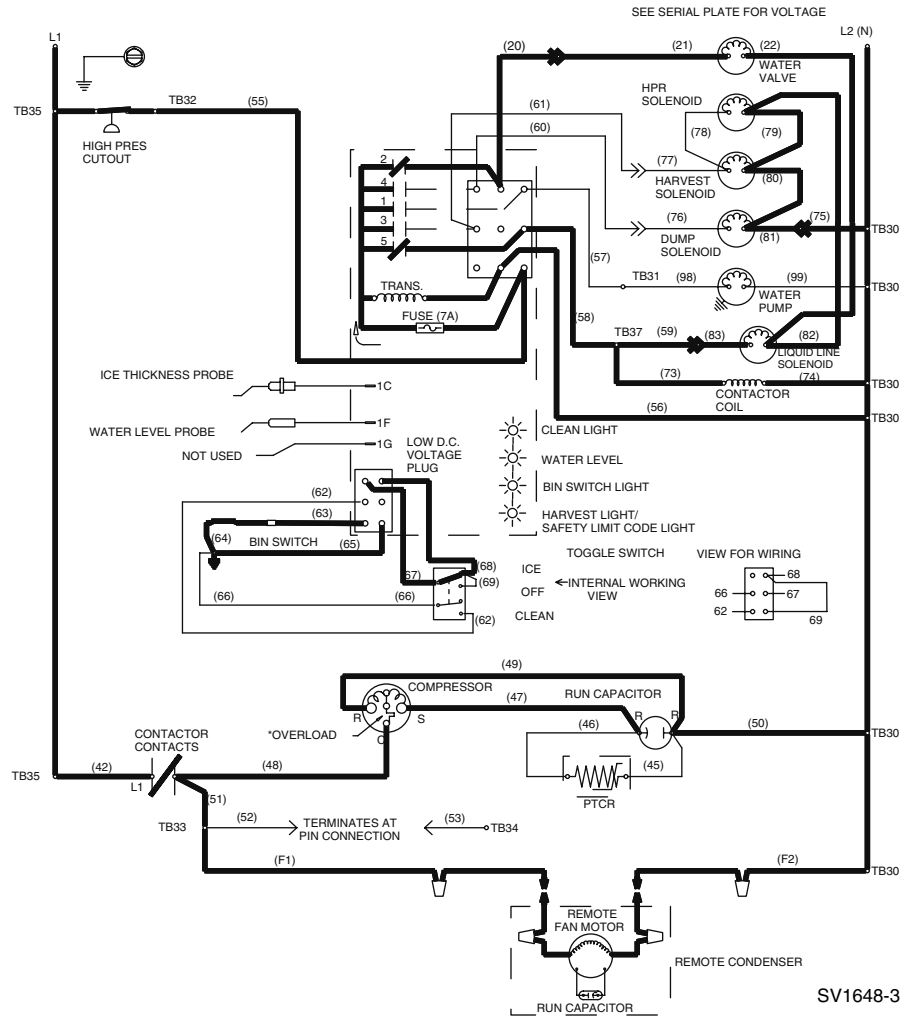 SEE SERIAL PLATE FOR VOLTAGE
L1
L2 (N)
(20)
(21)
(22)
WATER
VALVE
TB35
TB32
(55)
HIGH PRES
CUTOUT
HPR
SOLENOID
(61)
(60)
(78)
(79)
2
4
1
3
5
(77)
HARVEST
SOLENOID
(80)
(76)
DUMP
SOLENOID
(81)
(75)
TB30
(57)
TB31
(98)
(99)
TB30
WATER
PUMP
TRANS.
FUSE (7A)
(58)
TB37
(59)
(83)
(82)
LIQUID LINE
SOLENOID
(73)
(74)
TB30
CONTACTOR
COIL
(56)
TB30
ICE THICKNESS PROBE
1C
WATER LEVEL PROBE
1F
NOT USED
1G
LOW D.C.
VOLTAGE
PLUG
CLEAN LIGHT
WATER LEVEL
BIN SWITCH LIGHT
HARVEST LIGHT/
SAFETY LIMIT CODE LIGHT
(62)
(63)
(64)
BIN SWITCH
(65)
(66)
(66)
(67)
(68)
(69)
(62)
TOGGLE SWITCH
ICE
OFF
CLEAN
INTERNAL WORKING
VIEW
VIEW FOR WIRING
68
66
67
62
69
(49)
COMPRESSOR
(47)
RUN CAPACITOR
R
S
C
*OVERLOAD
R
R
(46)
(45)
(50)
TB30
PTCR
CONTACTOR
CONTACTS
TB35
(42)
L1
(48)
(51)
TB33
(52)
TERMINATES AT
PIN CONNECTION
(53)
TB34
(F1)
(F2)
TB30
REMOTE
FAN MOTOR
REMOTE CONDENSER
RUN CAPACITOR
SV1648-3